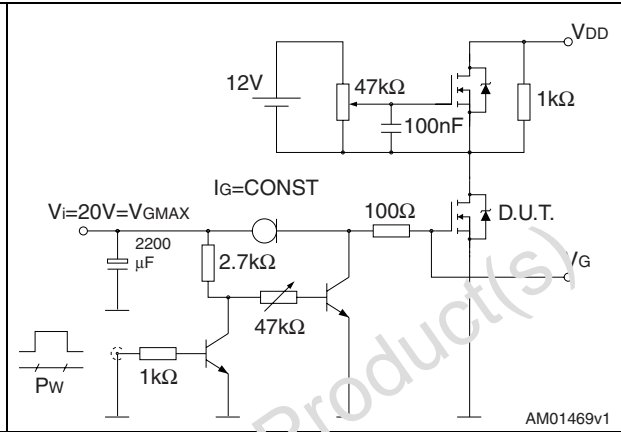 VDD
12V
47kΩ
1kΩ
100nF
IG=CONST
Vi=20V=VGMAX
100Ω
D.U.T.
2200
μF
2.7kΩ
VG
47kΩ
1kΩ
PW
Product(s)
AM01469v1